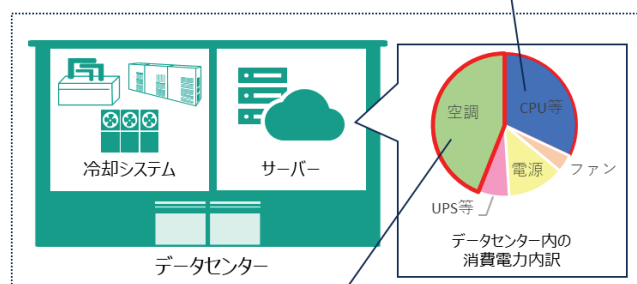 冷却システム
サーバー
データセンター
空調
CPU等
ファン
電源
UPS等
データセンター内の
消費電力内訳